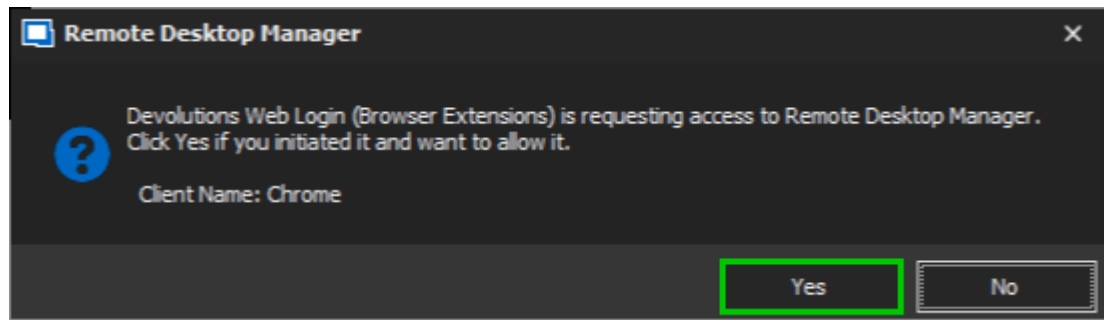 Remote Desktop Manager
Devolutions Web Login (Browser Extensions) is requesting access to Remote Desktop Manager.
Click Yes if you initiated it and want to allow it.
Client Name: Chrome
Yes No